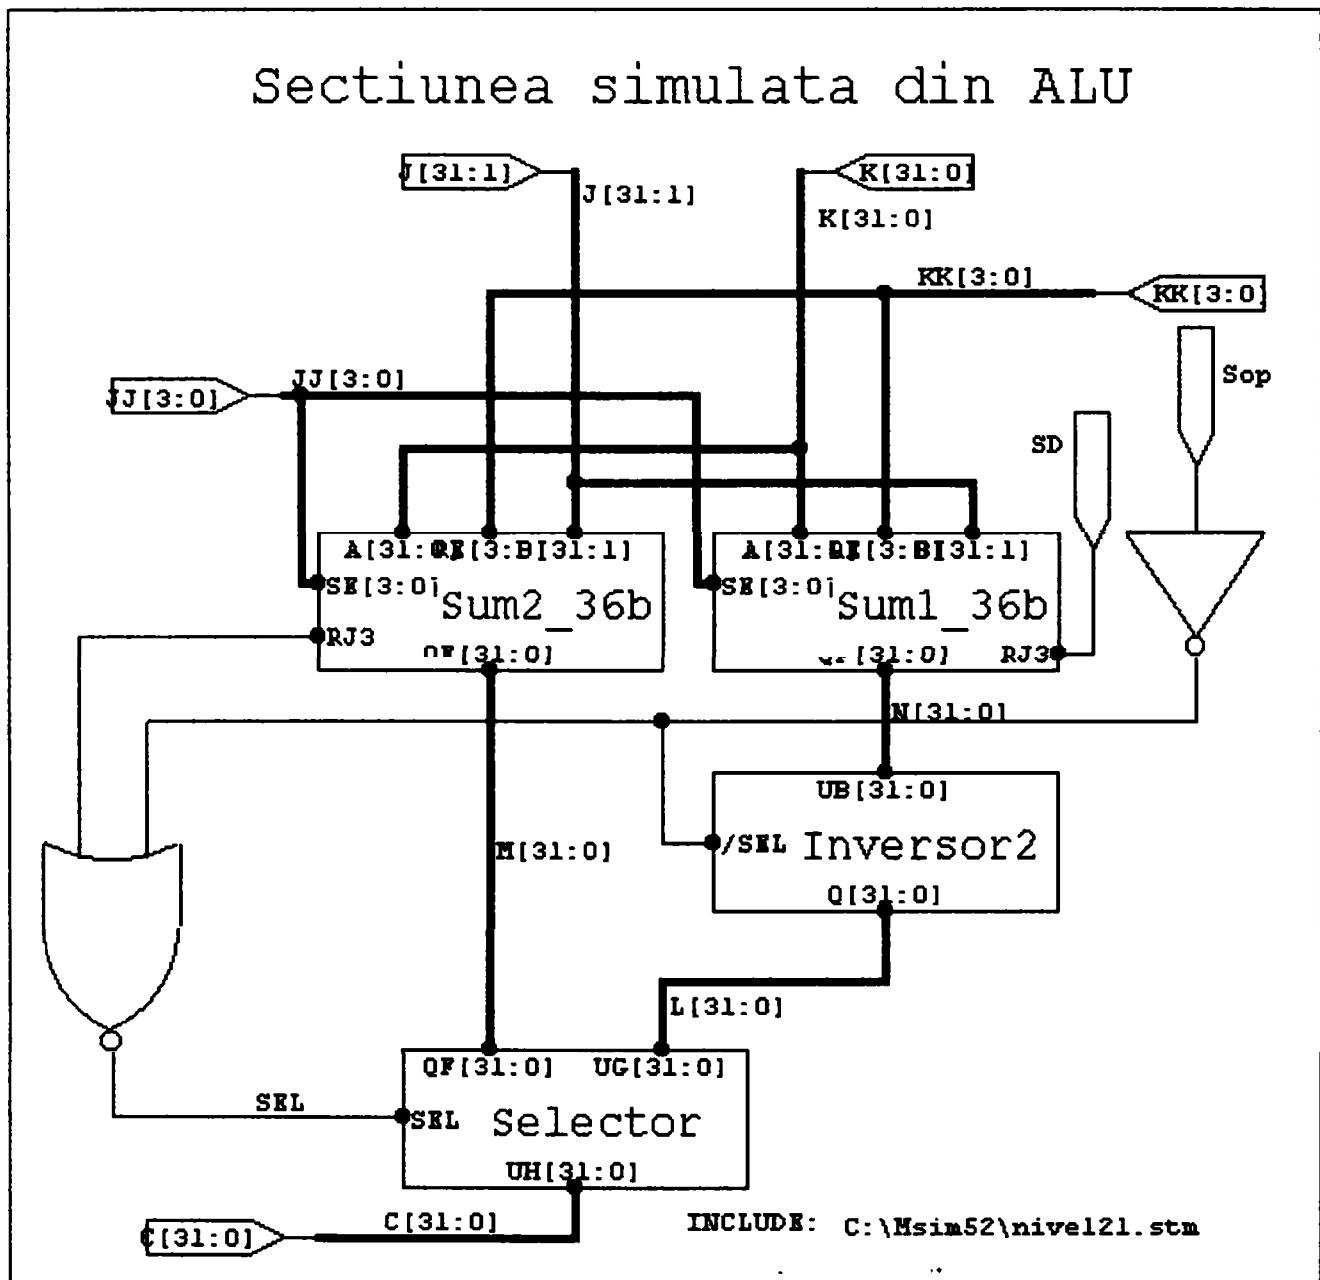 Sectiunea simulata din ALU
J[31:1]
K[31:0]
J[31:1]
K[31:0]
KK[3:0]
KK[3:0]
JJ[3:0]
JJ[3:0]
Sop
SD
B[31:1]
SE[3:0]
Sum2_36b
RJ3
[31:0]
SE[3:0]
Sum1_36b
[31:0]
RJ3
N[31:0]
UB[31:0]
/SEL
Inversor2
Q[31:0]
M[31:0]
L[31:0]
QF[31:0]
UG[31:0]
SEL
SEL
Selector
UH[31:0]
C[31:0]
C[31:0]
INCLUDE: C:\Msim52\nivel21.stm